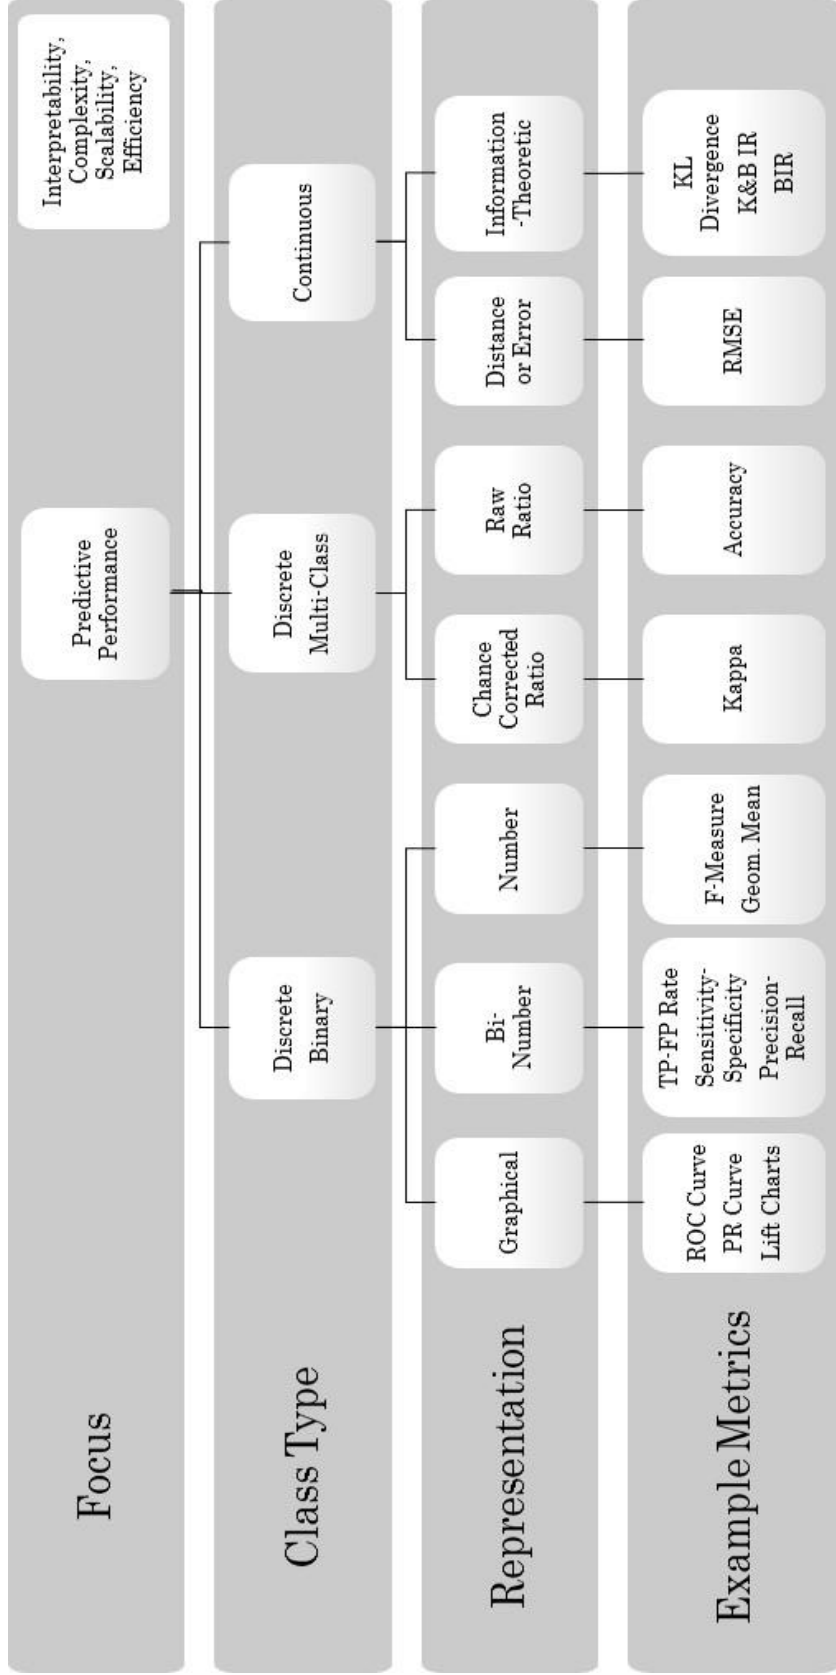 Focus
Predictive
Performance
Interpretability,
Complexity,
Scalability,
Efficiency
Class Type
Discrete
Binary
Discrete
Multi-Class
Continuous
Representation
Graphical
Bi-
Number
Number
Chance
Corrected
Ratio
Raw
Ratio
Distance
or Error
Information
-Theoretic
Example Metrics
ROC Curve
PR Curve
Lift Charts
TP-FP Rate
Sensitivity-
Specificity
Precision-
Recall
F-Measure
Geom. Mean
Kappa
Accuracy
RMSE
KL
Divergence
K&B IR
BIR